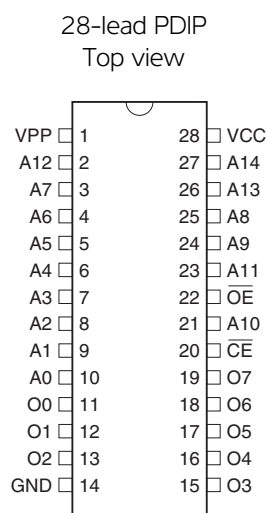 28-lead PDIP
Top view
VPP 1 28 VCC
A12 2 27 A14
A7 3 26 A13
A6 4 25 A8
A5 5 24 A9
A4 6 23 A11
A3 7 22 O̅E̅
A2 8 21 A10
A1 9 20 C̅E̅
A0 10 19 O7
O0 11 18 O6
O1 12 17 O5
O2 13 16 O4
GND 14 15 O3